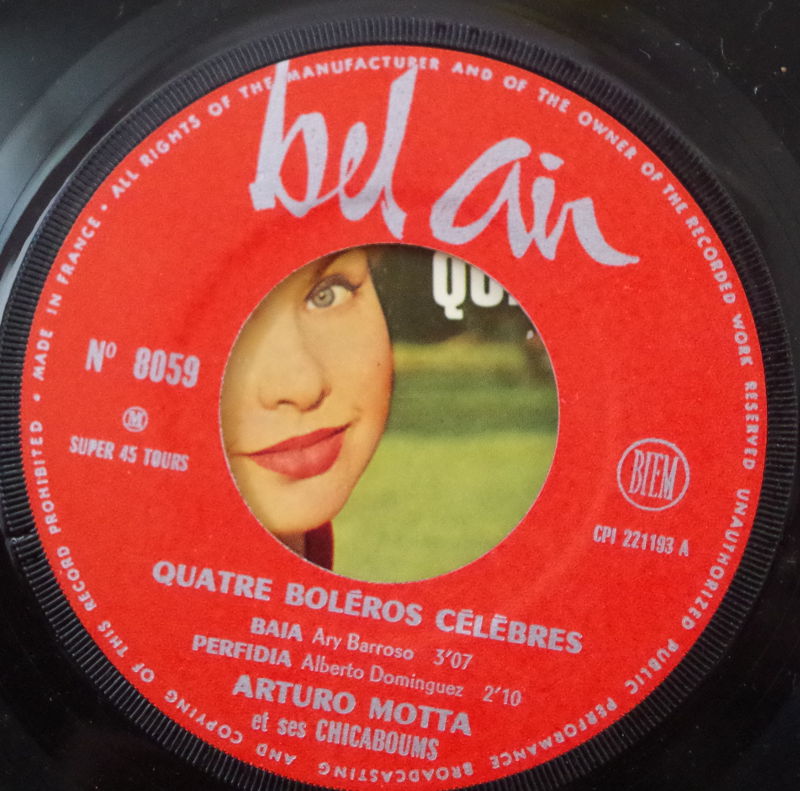 MADE IN FRANCE • ALL RIGHTS OF THE MANUFACTURER AND OF THE OWNER OF THE RECORDED WORK RESERVED UNAUTHORIZED PUBLIC PERFORMANCE BROADCASTING AND COPYING OF THIS RECORD PROHIBITED •
bel air
QU
Nº 8059
M
SUPER 45 TOURS
BIEM
CPI 221193 A
QUATRE BOLÉROS CÉLÈBRES
BAIA Ary Barroso 3'07
PERFIDIA Alberto Dominguez 2'10
ARTURO MOTTA
et ses CHICABOUMS